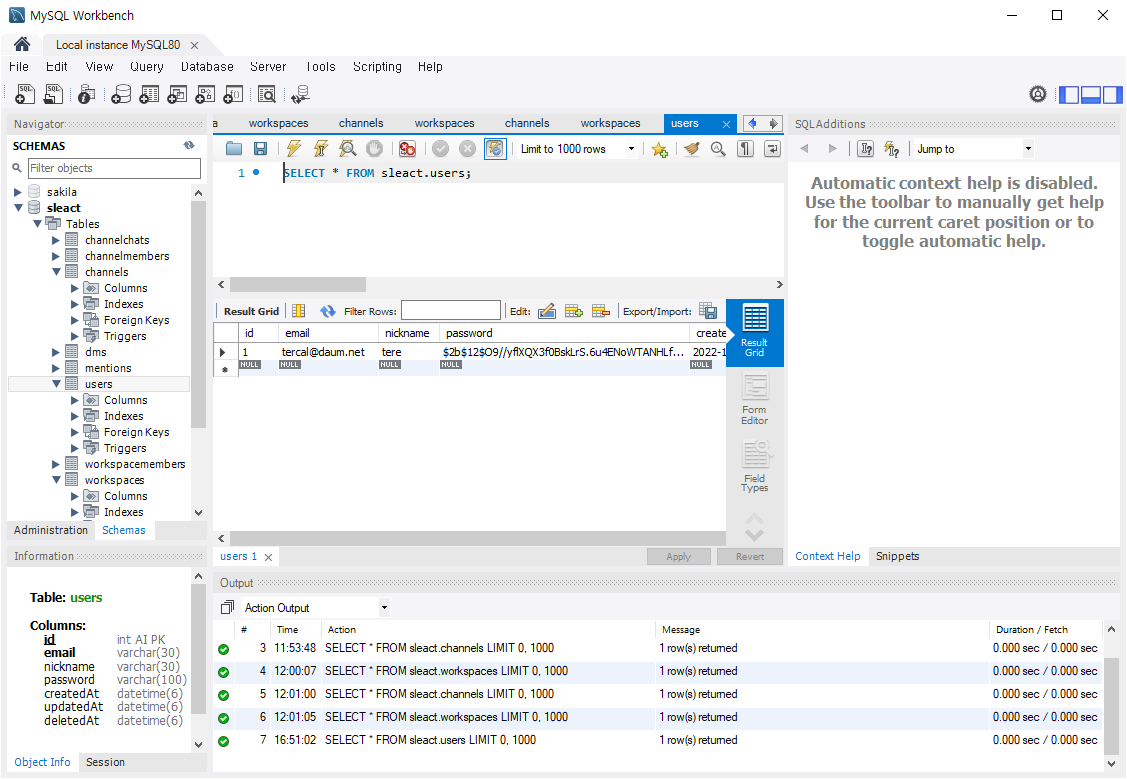 MySQL Workbench
Local instance MySQL80
File Edit View Query Database Server Tools Scripting Help
Navigator
SCHEMAS
Filter objects
sakila
sleact
Tables
channelchats
channelmembers
channels
Columns
Indexes
Foreign Keys
Triggers
dms
mentions
users
Columns
Indexes
Foreign Keys
Triggers
workspacemembers
workspaces
Columns
Indexes
Administration Schemas
Information
Table: users
Columns:
id int AI PK
email varchar(30)
nickname varchar(30)
password varchar(100)
createdAt datetime(6)
updatedAt datetime(6)
deletedAt datetime(6)
Object Info Session
a workspaces channels workspaces channels workspaces users
Limit to 1000 rows
1 SELECT * FROM sleact.users;
Result Grid Filter Rows: Edit: Export/Import:
id email nickname password create
1 tercal@daum.net tere $2b$12$O9//yflXQX3f0BskLrS.6u4ENoWTANHLf... 2022-1
NULL NULL NULL NULL NULL
Result
Grid
Form
Editor
Field
Types
users 1
Apply Revert
SQLAdditions
Jump to
Automatic context help is disabled.
Use the toolbar to manually get help
for the current caret position or to
toggle automatic help.
Context Help Snippets
Output
Action Output
# Time Action Message Duration / Fetch
3 11:53:48 SELECT * FROM sleact.channels LIMIT 0, 1000 1 row(s) returned 0.000 sec / 0.000 sec
4 12:00:07 SELECT * FROM sleact.workspaces LIMIT 0, 1000 1 row(s) returned 0.000 sec / 0.000 sec
5 12:01:00 SELECT * FROM sleact.channels LIMIT 0, 1000 1 row(s) returned 0.000 sec / 0.000 sec
6 12:01:05 SELECT * FROM sleact.workspaces LIMIT 0, 1000 1 row(s) returned 0.000 sec / 0.000 sec
7 16:51:02 SELECT * FROM sleact.users LIMIT 0, 1000 1 row(s) returned 0.000 sec / 0.000 sec